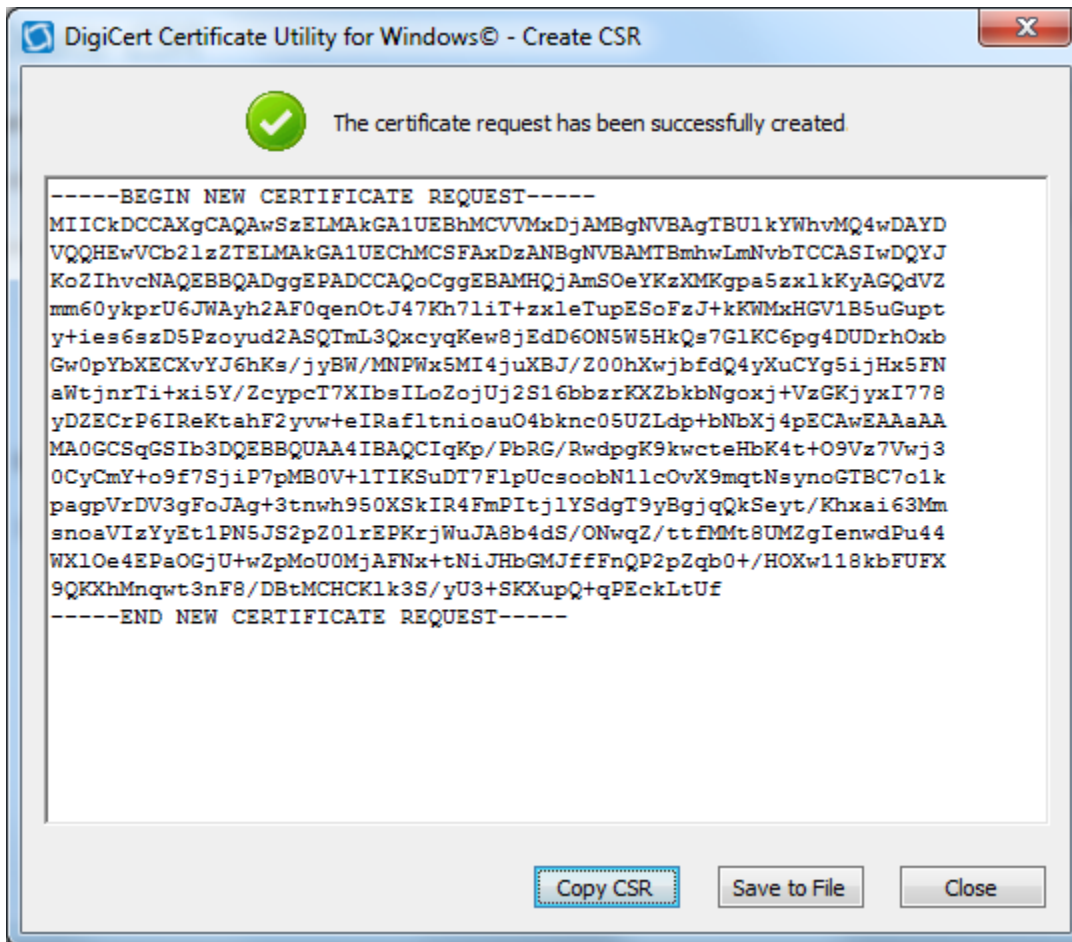 DigiCert Certificate Utility for Windows© - Create CSR
The certificate request has been successfully created.
-----BEGIN NEW CERTIFICATE REQUEST-----
MIICkDCCAXgCAQAwSzELMAkGA1UEBhMCVVMxDjAMBgNVBAgTBUlkYWhvMQ4wDAYD
VQQHEwVCb2lzZTELMAkGA1UEChMCSFAxDzANBgNVBAMTBmhwLmNvbTCCASIwDQYJ
KoZIhvcNAQEBBQADggEPADCCAQoCggEBAMHQjAmSOeYKzXMKgpa5zxlkKyAGQdVZ
mm60ykprU6JWAyh2AF0qenOtJ47Kh7liT+zxleTupESoFzJ+kKWMxHGV1B5uGupt
y+ies6szD5Pzoyud2ASQTmL3QxcyqKew8jEdD6ON5W5HkQs7GlKC6pg4DUDrhOxb
Gw0pYbXECXvYJ6hKs/jyBW/MNPWx5MI4juXBJ/Z00hXwjbfdQ4yXuCYg5ijHx5FN
aWtjnrTi+xi5Y/ZcypcT7XIbsILoZojUj2S16bbzrKXZbkbNgoxj+VzGKjyxI778
yDZECrP6IReKtahF2yvw+eIRafltnioauO4bknc05UZLdp+bNbXj4pECAwEAAaAA
MA0GCSqGSIb3DQEBBQUAA4IBAQCIqKp/PbRG/RwdpgK9kwcteHbK4t+O9Vz7Vwj3
0CyCmY+o9f7SjiP7pMB0V+lTIKSuDT7FlpUcsoobN1lcOvX9mqtNsynoGTBC7o1k
pagpVrDV3gFoJAg+3tnwh950XSkIR4FmPItjlYSdgT9yBgjqQkSeyt/Khxai63Mm
snoaVIzYyEt1PN5JS2pZ0lrEPKrjWuJA8b4dS/ONwqZ/ttfMMt8UMZgIenwdPu44
WXlOe4EPaOGjU+wZpMoU0MjAFNx+tNiJHbGMJffFnQP2pZqb0+/HOXw118kbFUFX
9QKXhMnqwt3nF8/DBtMCHCKlk3S/yU3+SKXupQ+qPEckLtUf
-----END NEW CERTIFICATE REQUEST-----
Copy CSR
Save to File
Close